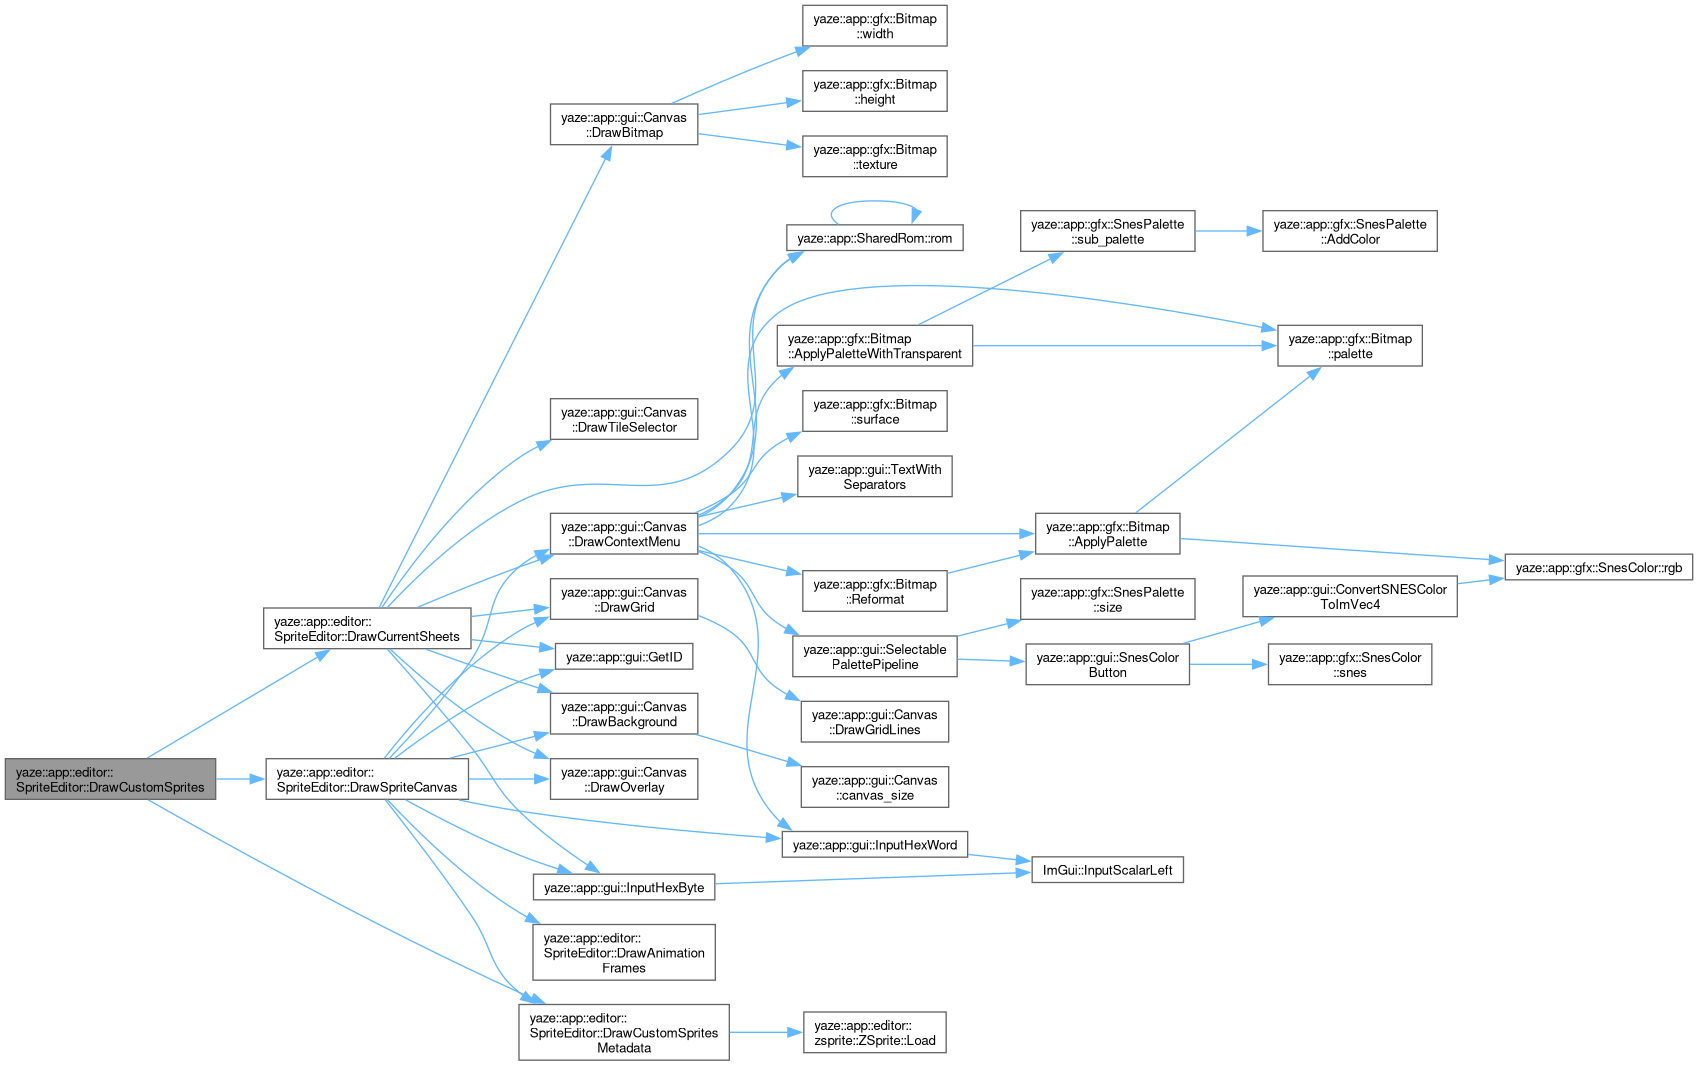 yaze::app::gfx::Bitmap
::width
yaze::app::gfx::Bitmap
::height
yaze::app::gui::Canvas
::DrawBitmap
yaze::app::gfx::Bitmap
::texture
yaze::app::SharedRom::rom
yaze::app::gfx::SnesPalette
::sub_palette
yaze::app::gfx::SnesPalette
::AddColor
yaze::app::gfx::Bitmap
::ApplyPaletteWithTransparent
yaze::app::gfx::Bitmap
::palette
yaze::app::gui::Canvas
::DrawTileSelector
yaze::app::gfx::Bitmap
::surface
yaze::app::gui::TextWith
Separators
yaze::app::gui::Canvas
::DrawContextMenu
yaze::app::gfx::Bitmap
::ApplyPalette
yaze::app::gfx::SnesColor::rgb
yaze::app::gui::Canvas
::DrawGrid
yaze::app::gfx::Bitmap
::Reformat
yaze::app::gfx::SnesPalette
::size
yaze::app::gui::ConvertSNESColor
ToImVec4
yaze::app::editor::
SpriteEditor::DrawCurrentSheets
yaze::app::gui::GetID
yaze::app::gui::Selectable
PalettePipeline
yaze::app::gui::SnesColor
Button
yaze::app::gfx::SnesColor
::snes
yaze::app::gui::Canvas
::DrawBackground
yaze::app::gui::Canvas
::DrawGridLines
yaze::app::editor::
SpriteEditor::DrawCustomSprites
yaze::app::editor::
SpriteEditor::DrawSpriteCanvas
yaze::app::gui::Canvas
::DrawOverlay
yaze::app::gui::Canvas
::canvas_size
yaze::app::gui::InputHexWord
ImGui::InputScalarLeft
yaze::app::gui::InputHexByte
yaze::app::editor::
SpriteEditor::DrawAnimation
Frames
yaze::app::editor::
SpriteEditor::DrawCustomSprites
Metadata
yaze::app::editor::
zsprite::ZSprite::Load